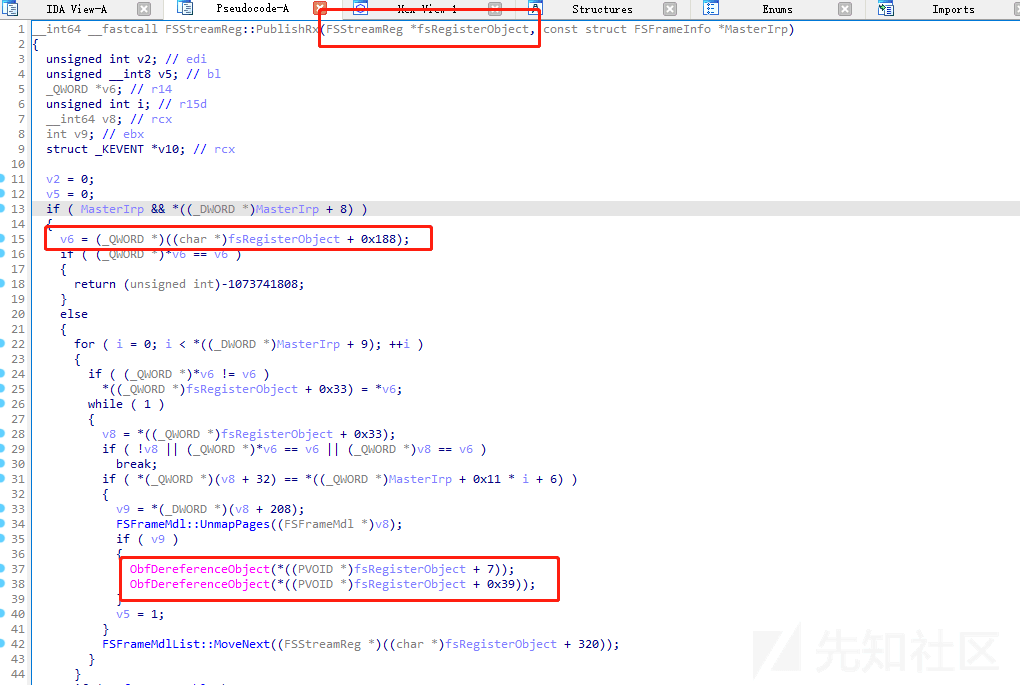 IDA View-A Pseudocode-A Hex View-1 Structures Enums Imports
1 __int64 __fastcall FSStreamReg::PublishRx(FSStreamReg *fsRegisterObject, const struct FSFrameInfo *MasterIrp)
2 {
3 unsigned int v2; // edi
4 unsigned __int8 v5; // bl
5 _QWORD *v6; // r14
6 unsigned int i; // r15d
7 __int64 v8; // rcx
8 int v9; // ebx
9 struct _KEVENT *v10; // rcx
10
11 v2 = 0;
12 v5 = 0;
13 if ( MasterIrp && *((_DWORD *)MasterIrp + 8) )
14 {
15 v6 = (_QWORD *)((char *)fsRegisterObject + 0x188);
16 if ( (_QWORD *)*v6 == v6 )
17 {
18 return (unsigned int)-1073741808;
19 }
20 else
21 {
22 for ( i = 0; i < *((_DWORD *)MasterIrp + 9); ++i )
23 {
24 if ( (_QWORD *)*v6 != v6 )
25 *((_QWORD *)fsRegisterObject + 0x33) = *v6;
26 while ( 1 )
27 {
28 v8 = *((_QWORD *)fsRegisterObject + 0x33);
29 if ( !v8 || (_QWORD *)*v6 == v6 || (_QWORD *)v8 == v6 )
30 break;
31 if ( *(_QWORD *)(v8 + 32) == *((_QWORD *)MasterIrp + 0x11 * i + 6) )
32 {
33 v9 = *(_DWORD *)(v8 + 208);
34 FSFrameMdl::UnmapPages((FSFrameMdl *)v8);
35 if ( v9 )
36 {
37 ObfDereferenceObject(*((PVOID *)fsRegisterObject + 7));
38 ObfDereferenceObject(*((PVOID *)fsRegisterObject + 0x39));
39 }
40 v5 = 1;
41 }
42 FSFrameMdlList::MoveNext((FSStreamReg *)((char *)fsRegisterObject + 320));
43 }
44 }
先知社区